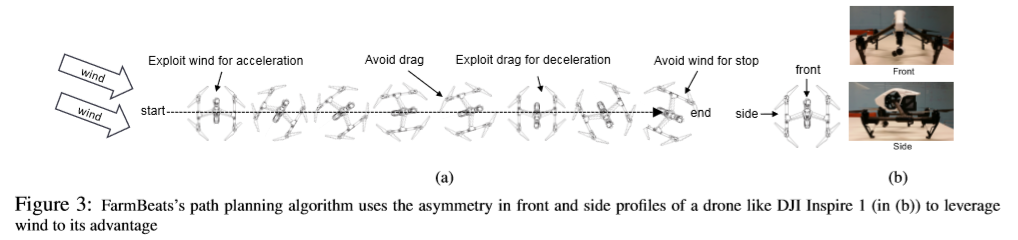 wind
wind
Exploit wind for acceleration
Avoid drag
Exploit drag for deceleration
Avoid wind for stop
start
end
front
side
Front
Side
(a)
(b)
Figure 3: FarmBeats's path planning algorithm uses the asymmetry in front and side profiles of a drone like DJI Inspire 1 (in (b)) to leverage
wind to its advantage